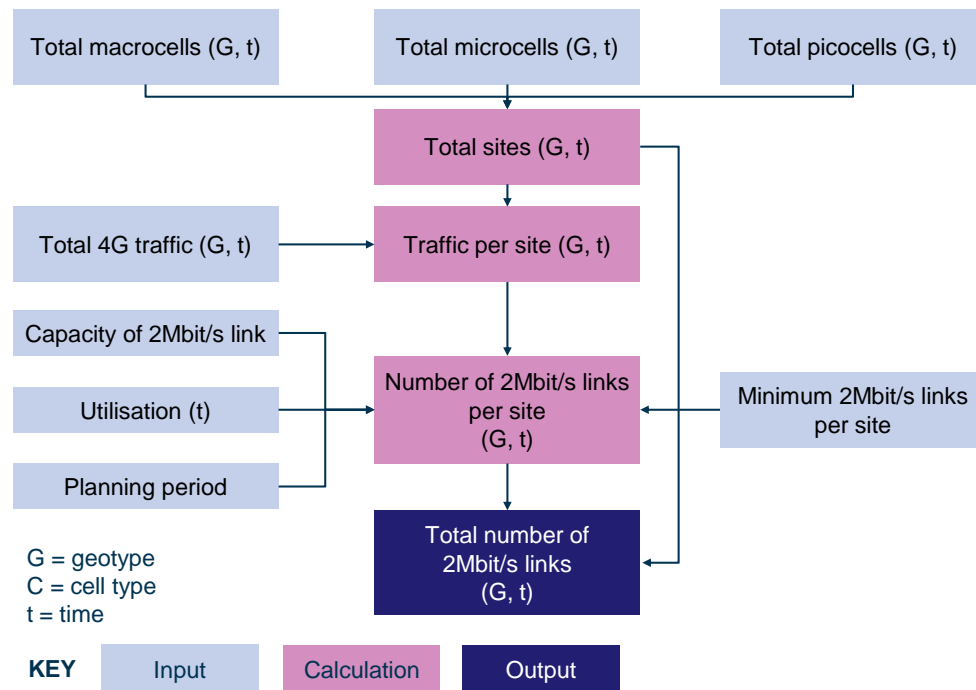 Total macrocells (G, t)
Total microcells (G, t)
Total picocells (G, t)
Total sites (G, t)
Total 4G traffic (G, t)
Traffic per site (G, t)
Capacity of 2Mbit/s link
Utilisation (t)
Planning period
Number of 2Mbit/s links
per site
(G, t)
Minimum 2Mbit/s links
per site
Total number of
2Mbit/s links
(G, t)
G = geotype
C = cell type
t = time
KEY
Input
Calculation
Output